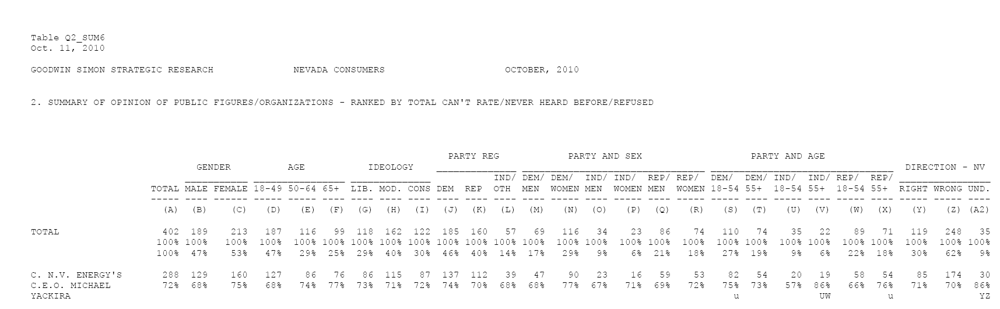 Table Q2_SUM6
Oct. 11, 2010
GOODWIN SIMON STRATEGIC RESEARCH NEVADA CONSUMERS OCTOBER, 2010
2. SUMMARY OF OPINION OF PUBLIC FIGURES/ORGANIZATIONS - RANKED BY TOTAL CAN'T RATE/NEVER HEARD BEFORE/REFUSED
PARTY REG PARTY AND SEX PARTY AND AGE
GENDER AGE IDEOLOGY DIRECTION - NV
IND/ DEM/ DEM/ IND/ IND/ REP/ REP/ DEM/ DEM/ IND/ IND/ REP/ REP/
TOTAL MALE FEMALE 18-49 50-64 65+ LIB. MOD. CONS DEM REP OTH MEN WOMEN MEN WOMEN MEN WOMEN 18-54 55+ 18-54 55+ 18-54 55+ RIGHT WRONG UND.
----- ---- ------ ----- ----- ---- ---- ---- ---- ---- ---- ---- ---- ----- ---- ----- ---- ----- ----- ---- ----- ---- ----- ---- ----- ----- ----
(A) (B) (C) (D) (E) (F) (G) (H) (I) (J) (K) (L) (M) (N) (O) (P) (Q) (R) (S) (T) (U) (V) (W) (X) (Y) (Z) (A2)
TOTAL 402 189 213 187 116 99 118 162 122 185 160 57 69 116 34 23 86 74 110 74 35 22 89 71 119 248 35
100% 100% 100% 100% 100% 100% 100% 100% 100% 100% 100% 100% 100% 100% 100% 100% 100% 100% 100% 100% 100% 100% 100% 100% 100% 100% 100%
100% 47% 53% 47% 29% 25% 29% 40% 30% 46% 40% 14% 17% 29% 9% 6% 21% 18% 27% 19% 9% 6% 22% 18% 30% 62% 9%
C. N.V. ENERGY'S 288 129 160 127 86 76 86 115 87 137 112 39 47 90 23 16 59 53 82 54 20 19 58 54 85 174 30
C.E.O. MICHAEL 72% 68% 75% 68% 74% 77% 73% 71% 72% 74% 70% 68% 68% 77% 67% 71% 69% 72% 75% 73% 57% 86% 66% 76% 71% 70% 86%
YACKIRA u UW u YZ